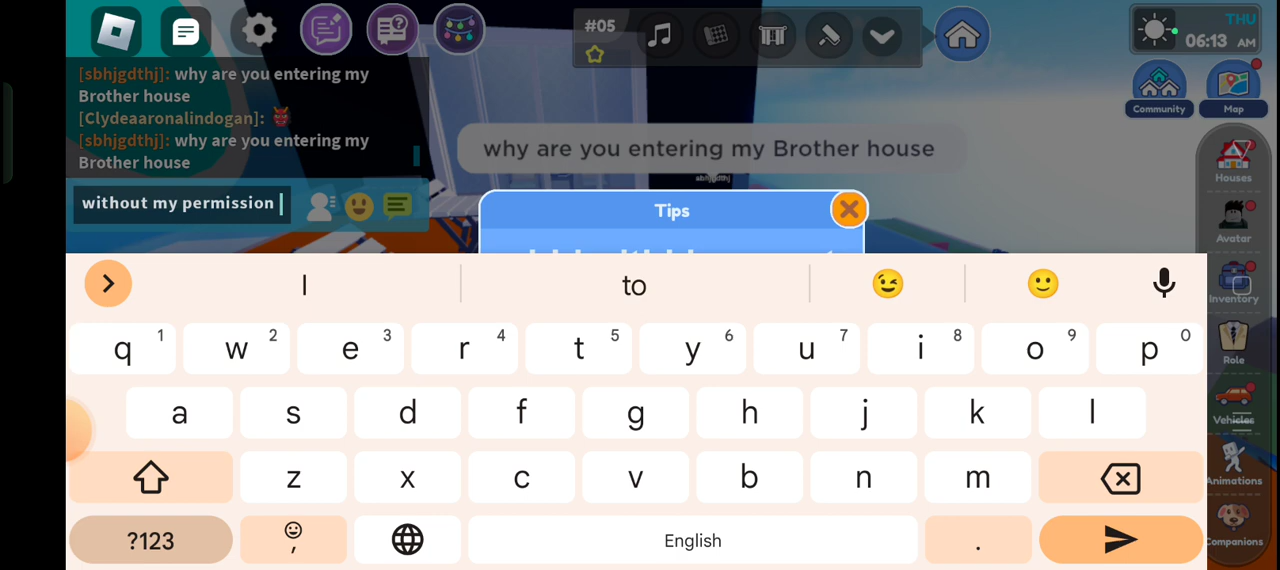 #05
THU
06:13 AM
[sbhjgdthj]: why are you entering my
Brother house
[Clydeaaronalindogan]: 👹
[sbhjgdthj]: why are you entering my
Brother house
without my permission
why are you entering my Brother house
sbhjgdthj
Tips
Community
Map
Houses
Avatar
Inventory
Role
Vehicles
Animations
Companions
I to 😉 🙂
q 1 w 2 e 3 r 4 t 5 y 6 u 7 i 8 o 9 p 0
a s d f g h j k l
z x c v b n m
?123 , English .